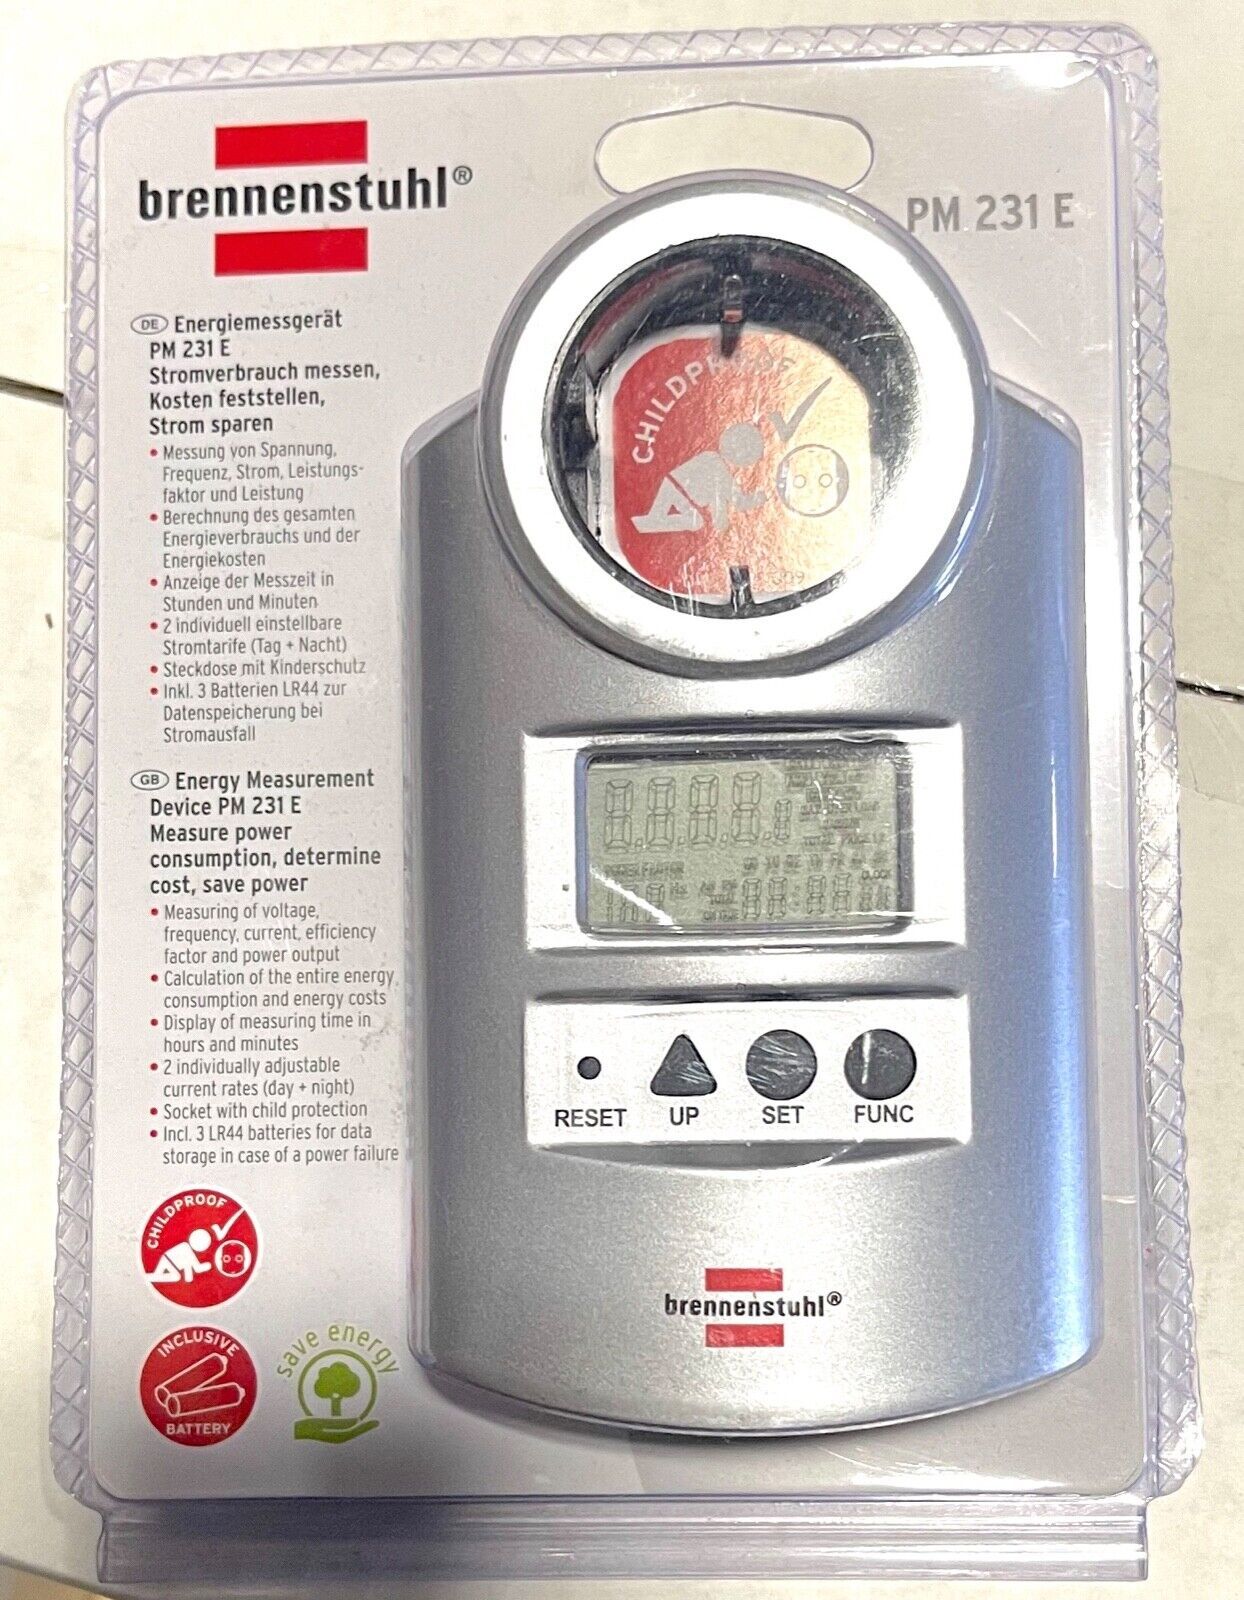 brennenstuhl®
PM 231 E
DE Energiemessgerät
PM 231 E
Stromverbrauch messen,
Kosten feststellen,
Strom sparen
• Messung von Spannung,
Frequenz, Strom, Leistungs-
faktor und Leistung
• Berechnung des gesamten
Energieverbrauchs und der
Energiekosten
• Anzeige der Messzeit in
Stunden und Minuten
• 2 individuell einstellbare
Stromtarife (Tag + Nacht)
• Steckdose mit Kinderschutz
• Inkl. 3 Batterien LR44 zur
Datenspeicherung bei
Stromausfall
GB Energy Measurement
Device PM 231 E
Measure power
consumption, determine
cost, save power
• Measuring of voltage,
frequency, current, efficiency
factor and power output
• Calculation of the entire energy
consumption and energy costs
• Display of measuring time in
hours and minutes
• 2 individually adjustable
current rates (day + night)
• Socket with child protection
• Incl. 3 LR44 batteries for data
storage in case of a power failure
CHILDPROOF
INCLUSIVE
BATTERY
save energy
CHILDPROOF
TOTAL
CLOCK
RESET UP SET FUNC
brennenstuhl®